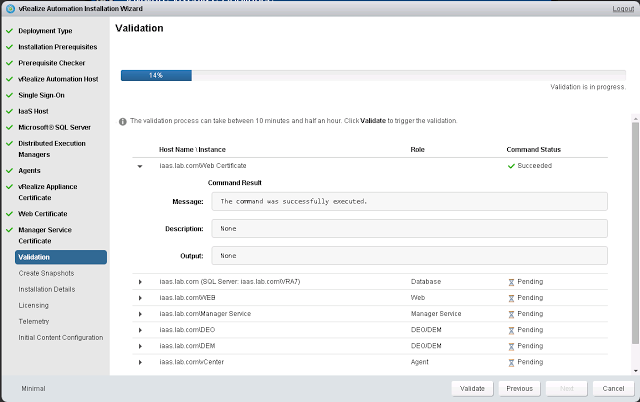 vRealize Automation Installation Wizard
Logout
Deployment Type
Installation Prerequisites
Prerequisite Checker
vRealize Automation Host
Single Sign-On
IaaS Host
Microsoft® SQL Server
Distributed Execution
Managers
Agents
vRealize Appliance
Certificate
Web Certificate
Manager Service
Certificate
Validation
Create Snapshots
Installation Details
Licensing
Telemetry
Initial Content Configuration
Validation
14%
Validation is in progress.
The validation process can take between 10 minutes and half an hour. Click Validate to trigger the validation.
Host Name \ Instance Role Command Status
iaas.lab.com\Web Certificate Succeeded
Command Result
Message: The command was successfully executed.
Description: None
Output: None
iaas.lab.com (SQL Server: iaas.lab.com\VRA7) Database Pending
iaas.lab.com\WEB Web Pending
iaas.lab.com\Manager Service Manager Service Pending
iaas.lab.com\DEO DEO/DEM Pending
iaas.lab.com\DEM DEO/DEM Pending
iaas.lab.com\vCenter Agent Pending
Minimal
Validate Previous Next Cancel